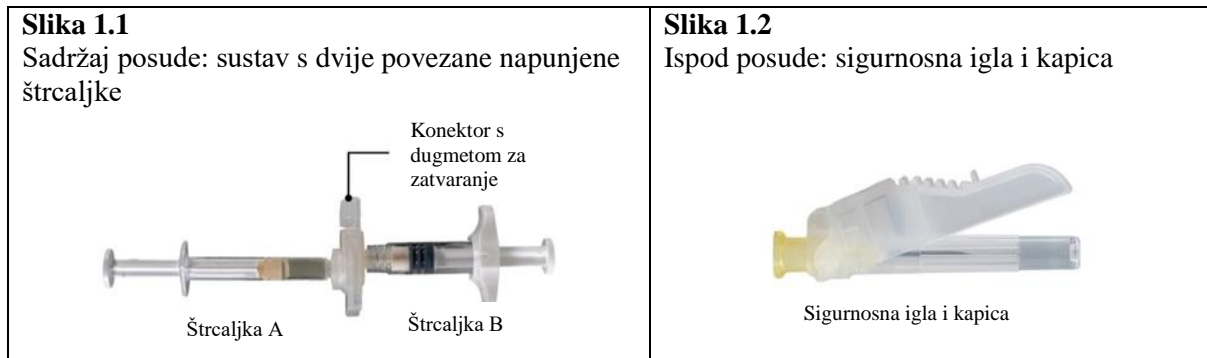 Slika 1.1
Sadržaj posude: sustav s dvije povezane napunjene
štrcaljke
Konektor s
dugmetom za
zatvaranje
Štrcaljka A
Štrcaljka B
Slika 1.2
Ispod posude: sigurnosna igla i kapica
Sigurnosna igla i kapica